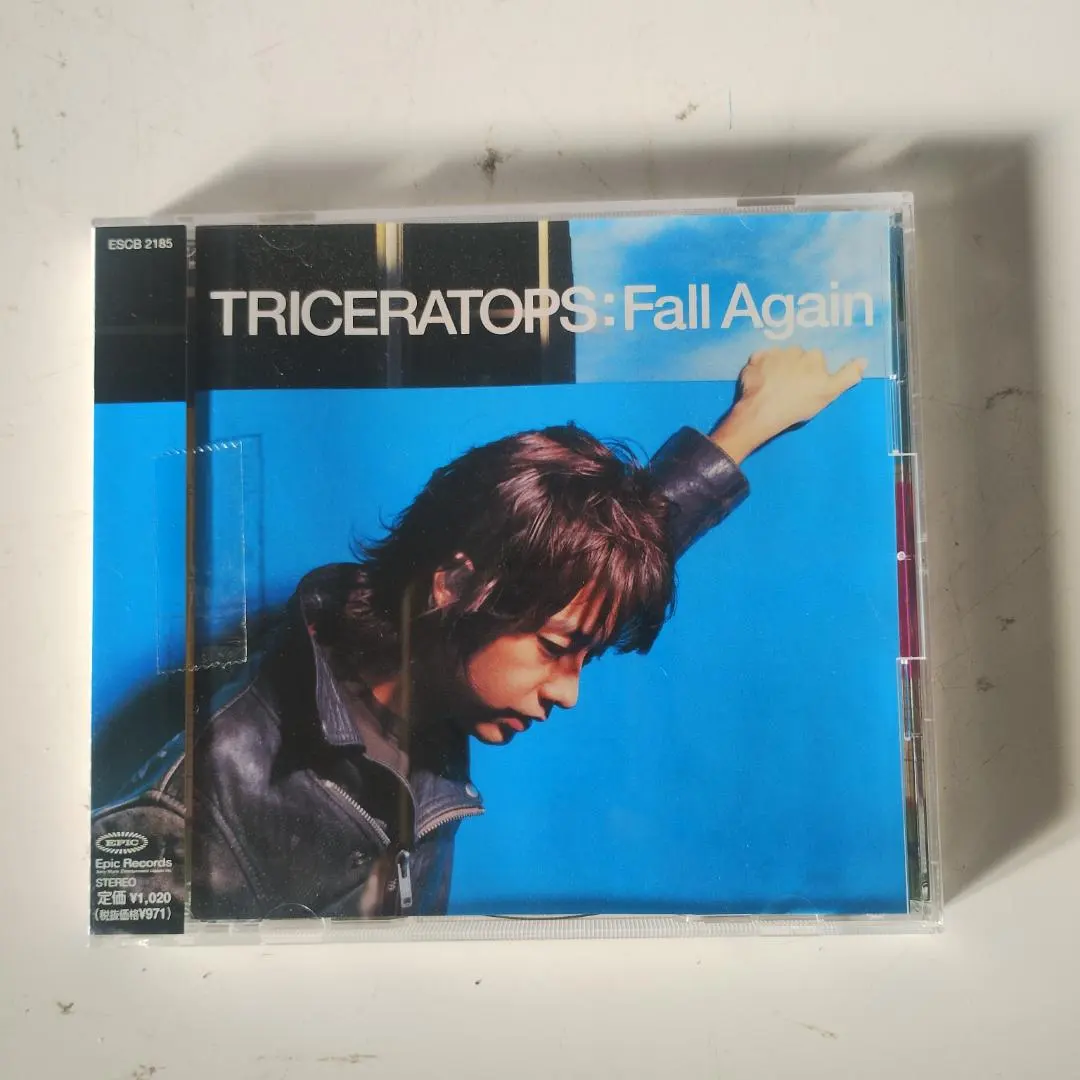 ESCB 2185
TRICERATOPS:Fall Again
EPIC
Epic Records
STEREO
定価 ¥1,020
(税抜価格¥971)